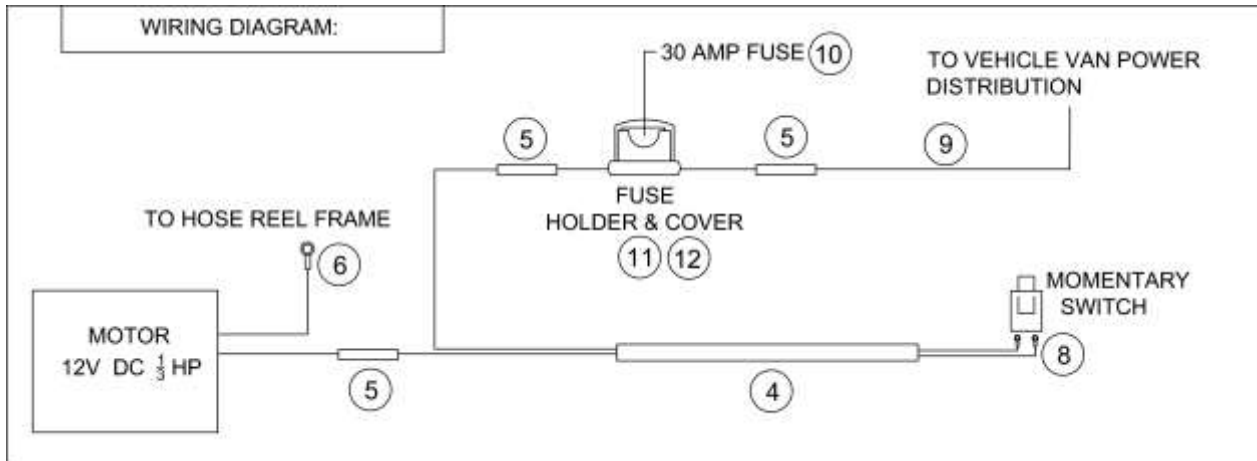 WIRING DIAGRAM:
30 AMP FUSE 10
TO VEHICLE VAN POWER
DISTRIBUTION
5
5
9
FUSE
HOLDER & COVER
11 12
TO HOSE REEL FRAME
6
MOMENTARY
SWITCH
8
MOTOR
12V DC 1/3 HP
5
4